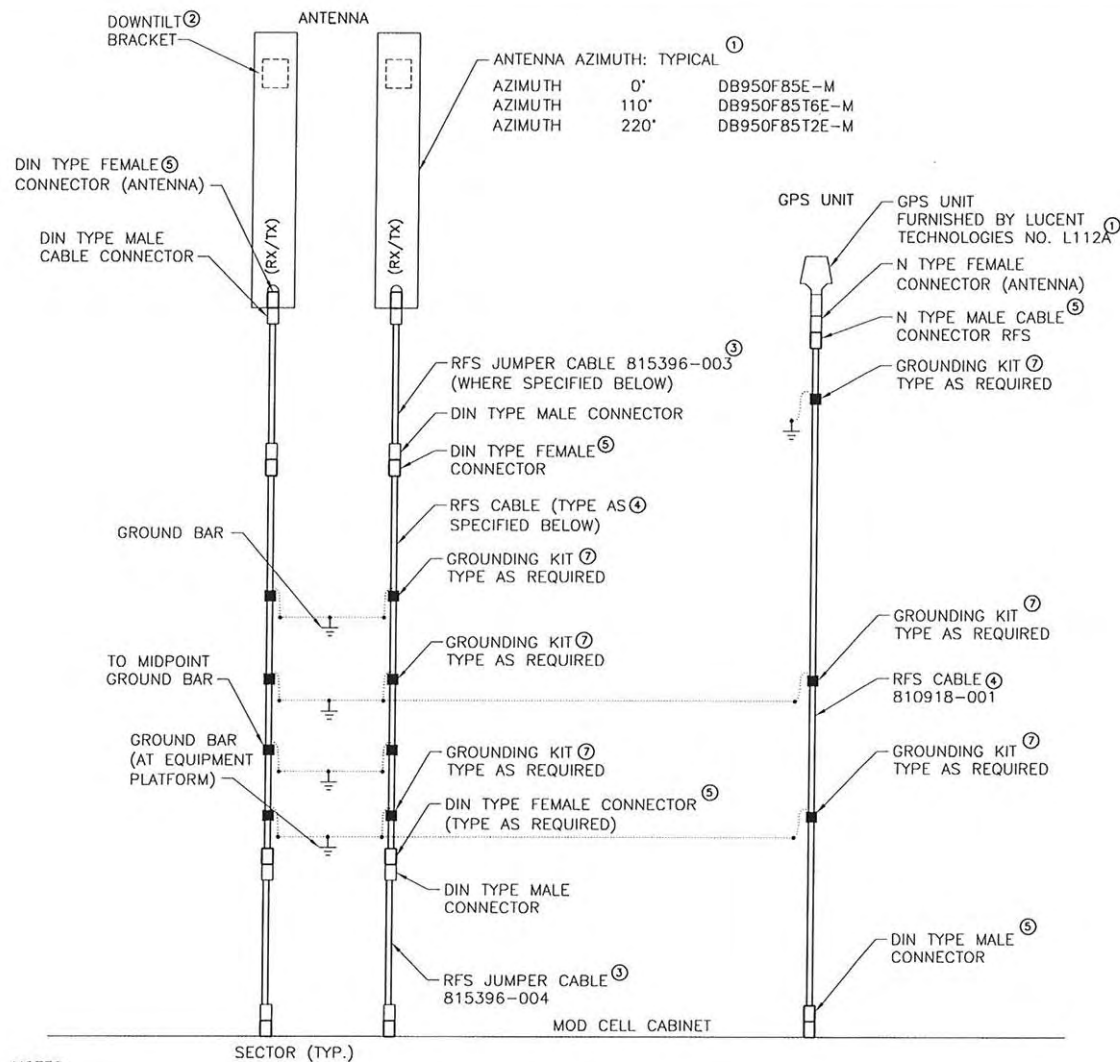 DOWNTILT ②
BRACKET
ANTENNA
ANTENNA AZIMUTH: TYPICAL ①
AZIMUTH 0° DB950F85E-M
AZIMUTH 110° DB950F85T6E-M
AZIMUTH 220° DB950F85T2E-M
DIN TYPE FEMALE ⑤
CONNECTOR (ANTENNA)
DIN TYPE MALE
CABLE CONNECTOR
(RX/TX)
(RX/TX)
GPS UNIT
GPS UNIT
FURNISHED BY LUCENT
TECHNOLOGIES NO. L112A ①
N TYPE FEMALE
CONNECTOR (ANTENNA)
N TYPE MALE CABLE ⑤
CONNECTOR RFS
GROUNDING KIT ⑦
TYPE AS REQUIRED
RFS JUMPER CABLE 815396-003 ③
(WHERE SPECIFIED BELOW)
DIN TYPE MALE CONNECTOR
DIN TYPE FEMALE ⑤
CONNECTOR
RFS CABLE (TYPE AS ④
SPECIFIED BELOW)
GROUND BAR
GROUNDING KIT ⑦
TYPE AS REQUIRED
GROUNDING KIT ⑦
TYPE AS REQUIRED
GROUNDING KIT ⑦
TYPE AS REQUIRED
TO MIDPOINT
GROUND BAR
RFS CABLE ④
810918-001
GROUND BAR
(AT EQUIPMENT
PLATFORM)
GROUNDING KIT ⑦
TYPE AS REQUIRED
GROUNDING KIT ⑦
TYPE AS REQUIRED
DIN TYPE FEMALE CONNECTOR ⑤
(TYPE AS REQUIRED)
DIN TYPE MALE
CONNECTOR
DIN TYPE MALE ⑤
CONNECTOR
RFS JUMPER CABLE ③
815396-004
MOD CELL CABINET
SECTOR (TYP.)